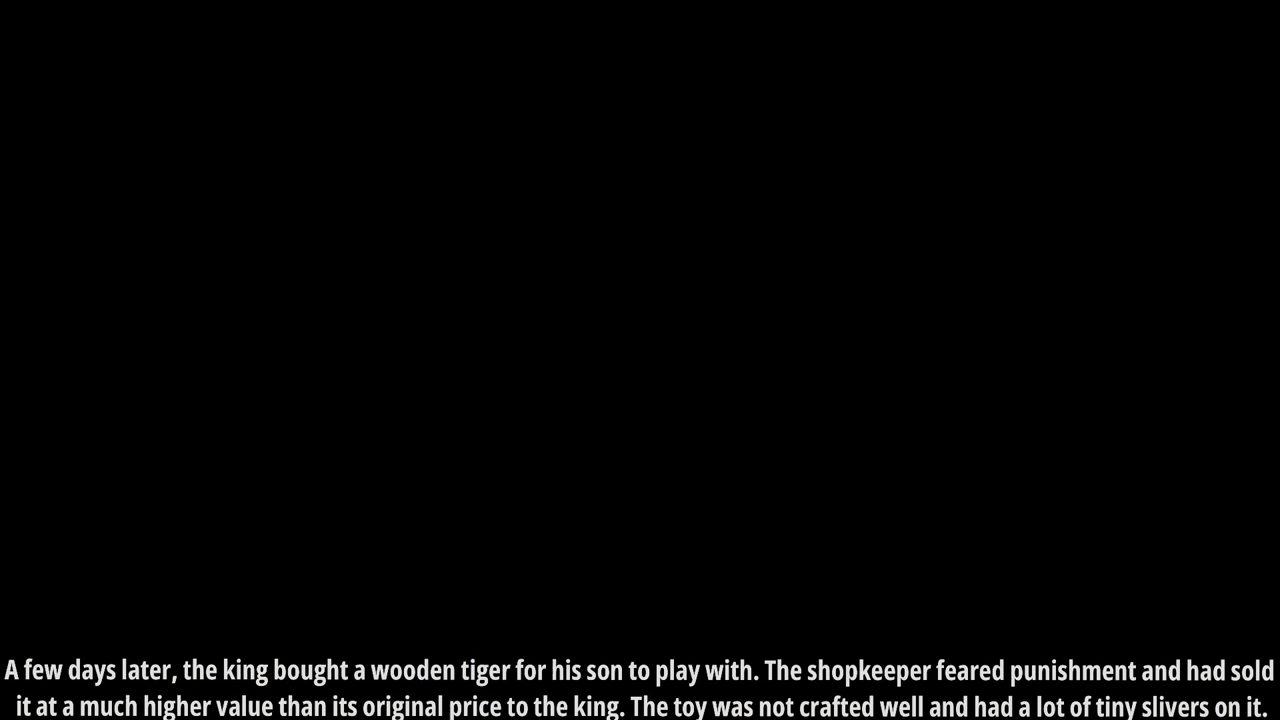 A few days later, the king bought a wooden tiger for his son to play with. The shopkeeper feared punishment and had sold
it at a much higher value than its original price to the king. The toy was not crafted well and had a lot of tiny slivers on it.